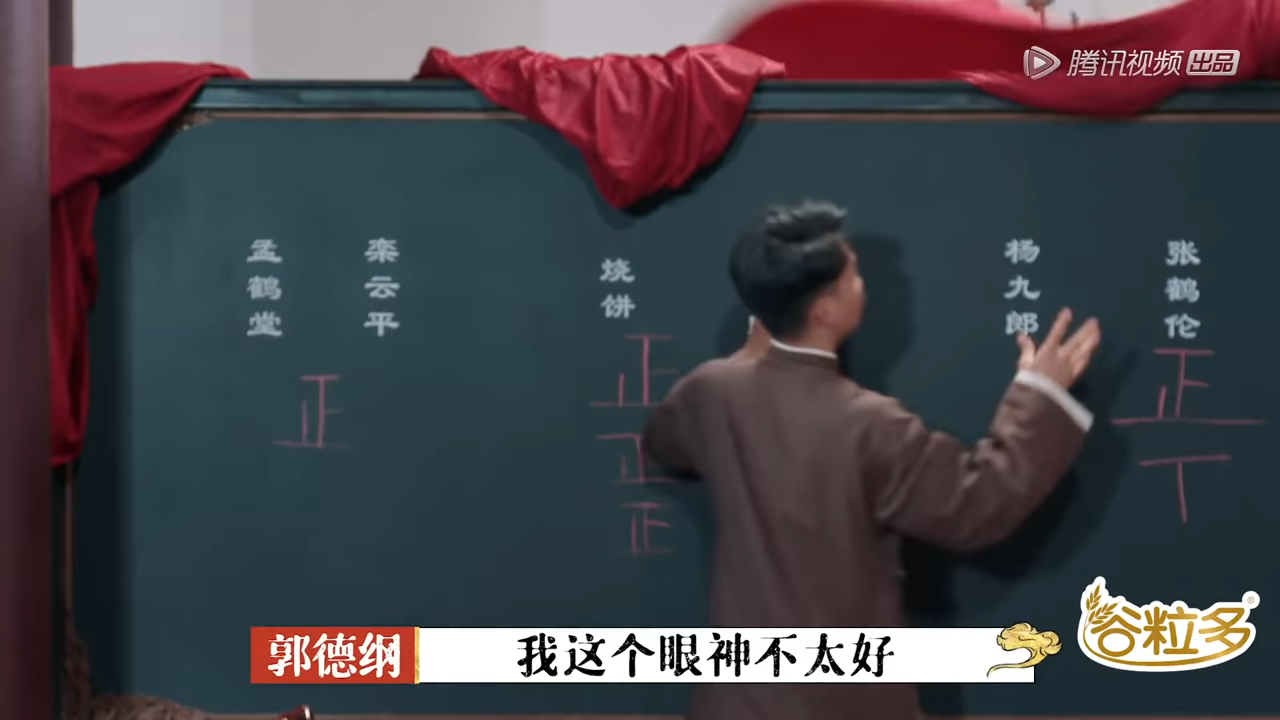 腾讯视频 出品
孟鹤堂
栾云平
烧饼
杨九郎
张鹤伦
正
正
正
正
正
丅
郭德纲 我这个眼神不太好
谷粒多